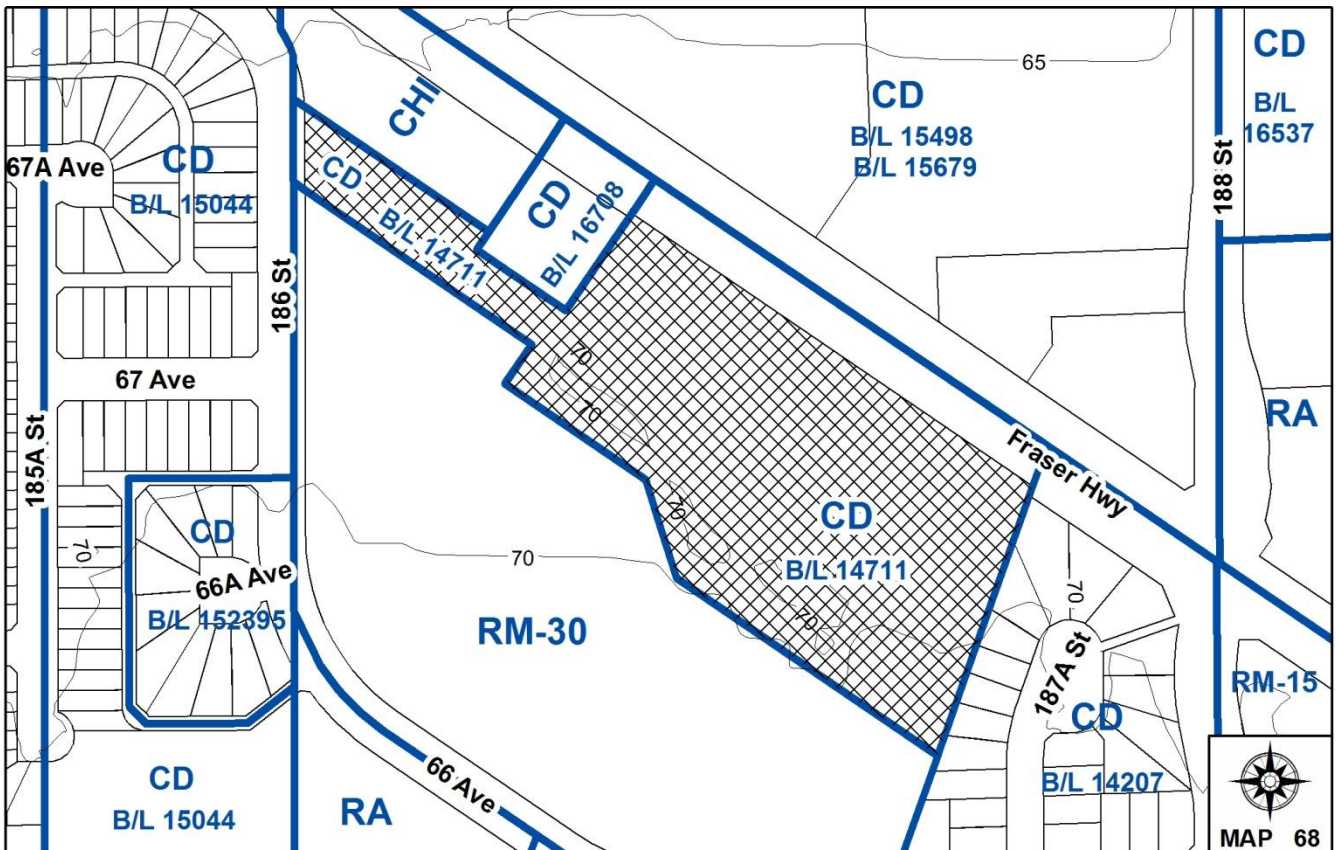 65
CD
B/L
16537
CHI
CD
B/L 15498
B/L 15679
67A Ave
CD
B/L 15044
CD
B/L 14711
CD
B/L 16708
188 St
186 St
70
67 Ave
70
RA
185A St
Fraser Hwy
70
CD
B/L 14711
CD
70
66A Ave
B/L 152395
70
70
70
RM-30
187A St
RM-15
CD
B/L 14207
66 Ave
CD
B/L 15044
RA
MAP 68